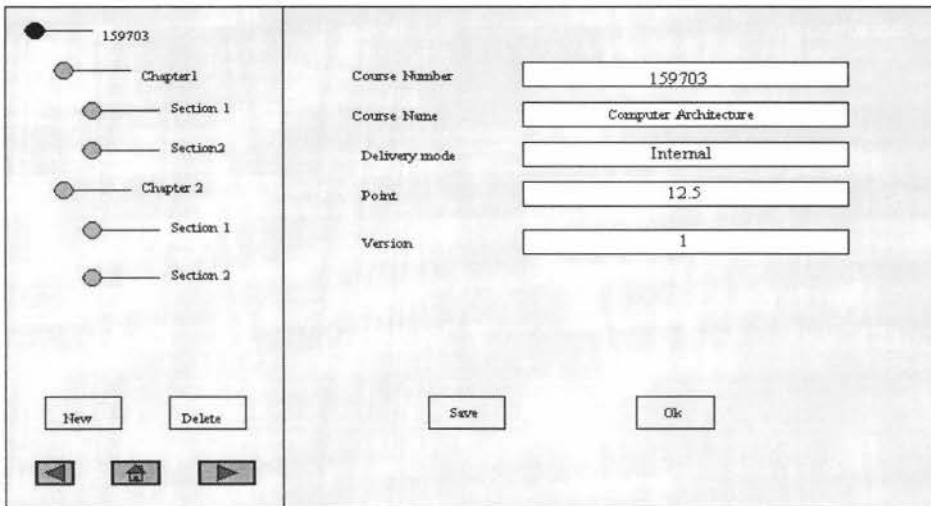 159703
Chapter1
Section 1
Section2
Chapter 2
Section 1
Section 2
New Delete
Course Number 159703
Course Name Computer Architecture
Delivery mode Internal
Point 12.5
Version 1
Save Ok